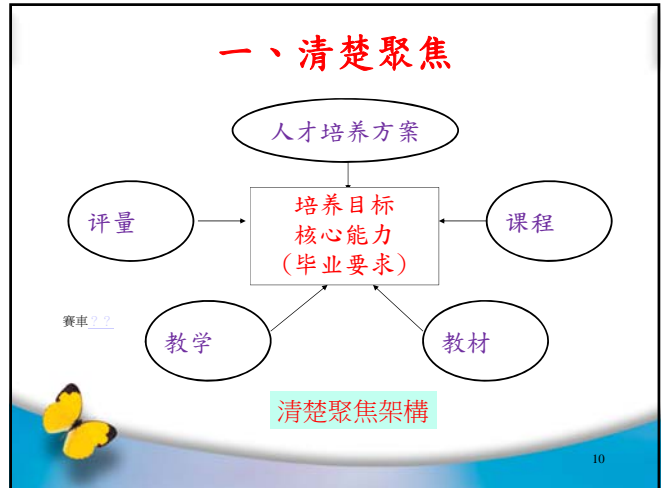 一、清楚聚焦
人才培养方案
评量
培养目标
核心能力
（毕业要求）
课程
賽車？？
教学
教材
清楚聚焦架構
10